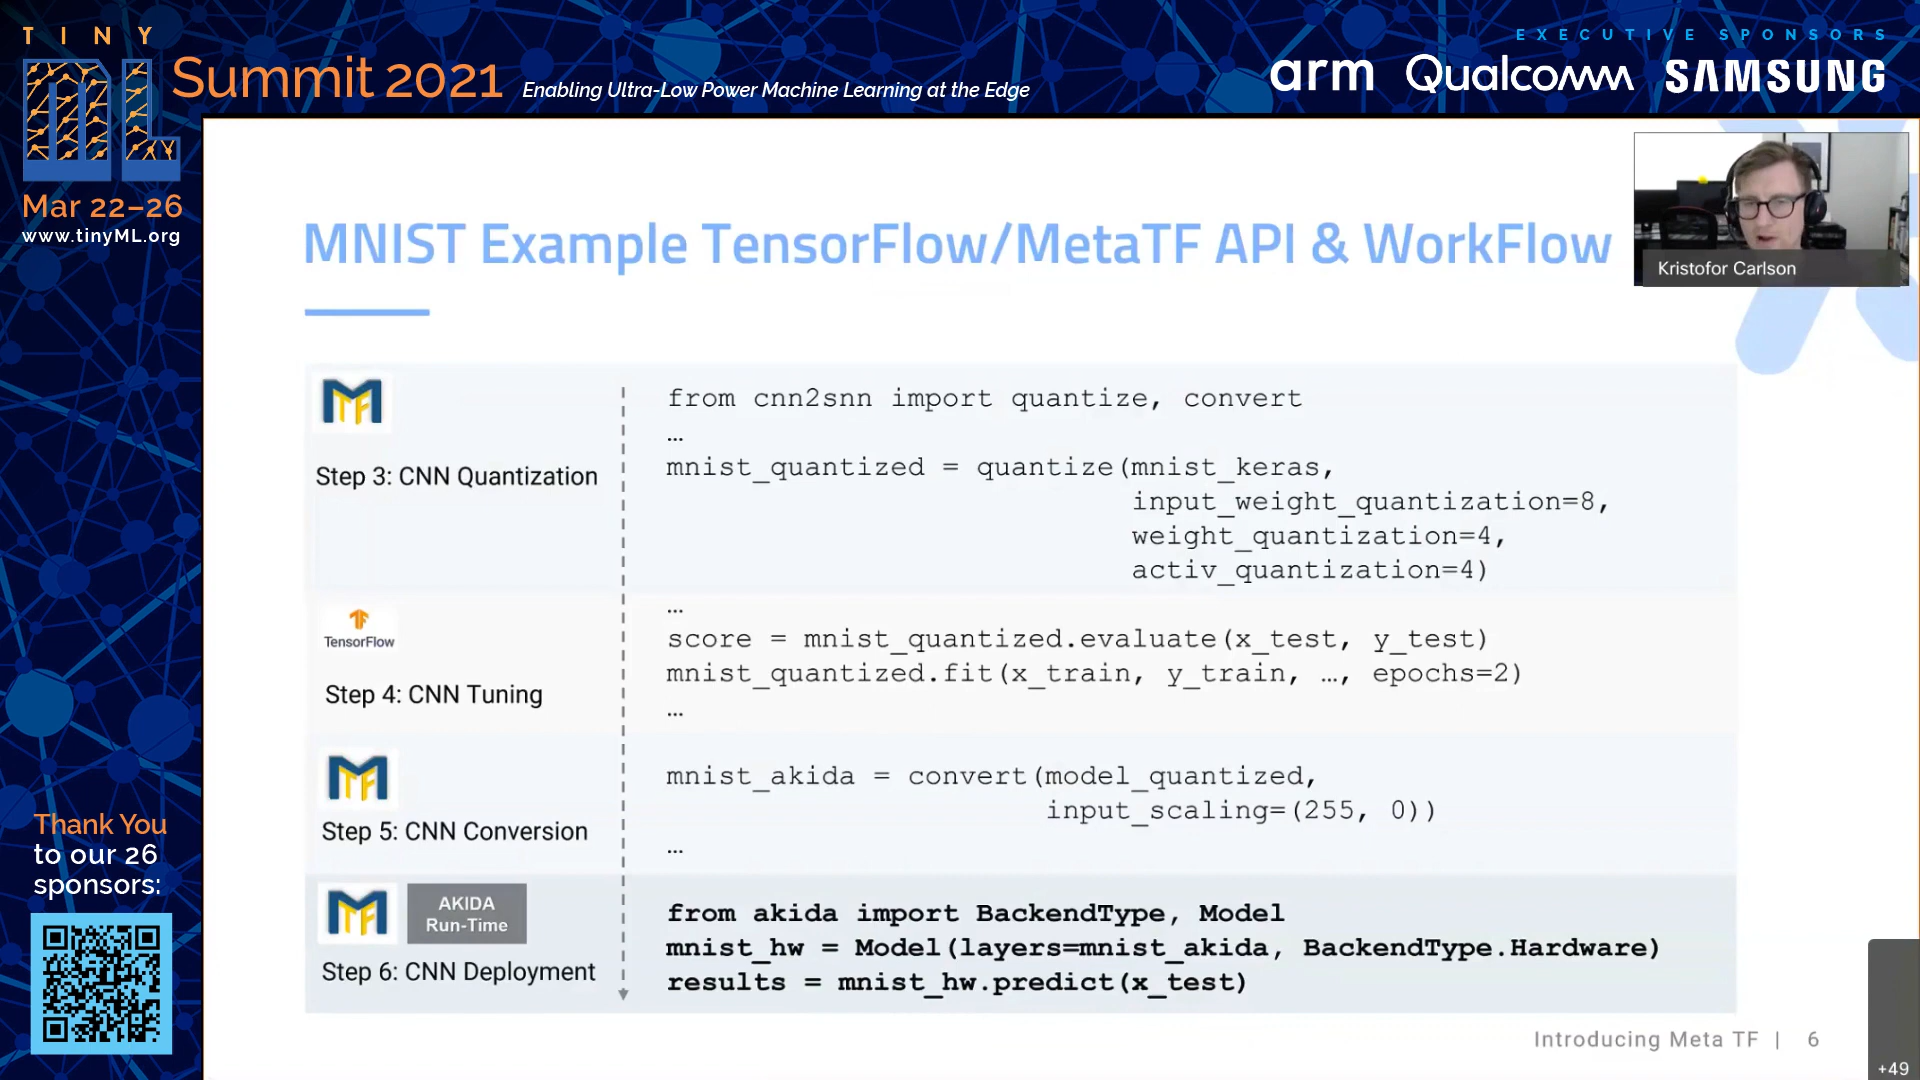 TINY
ML
Summit 2021
Enabling Ultra-Low Power Machine Learning at the Edge
EXECUTIVE SPONSORS
arm Qualcomm SAMSUNG
Mar 22–26
www.tinyML.org
Kristofor Carlson
MNIST Example TensorFlow/MetaTF API & WorkFlow
MTF
Step 3: CNN Quantization
from cnn2snn import quantize, convert
…
mnist_quantized = quantize(mnist_keras,
input_weight_quantization=8,
weight_quantization=4,
activ_quantization=4)
TensorFlow
Step 4: CNN Tuning
…
score = mnist_quantized.evaluate(x_test, y_test)
mnist_quantized.fit(x_train, y_train, …, epochs=2)
…
MTF
Step 5: CNN Conversion
mnist_akida = convert(model_quantized,
input_scaling=(255, 0))
…
MTF
AKIDA
Run-Time
Step 6: CNN Deployment
from akida import BackendType, Model
mnist_hw = Model(layers=mnist_akida, BackendType.Hardware)
results = mnist_hw.predict(x_test)
Thank You
to our 26
sponsors:
Introducing Meta TF | 6
+49